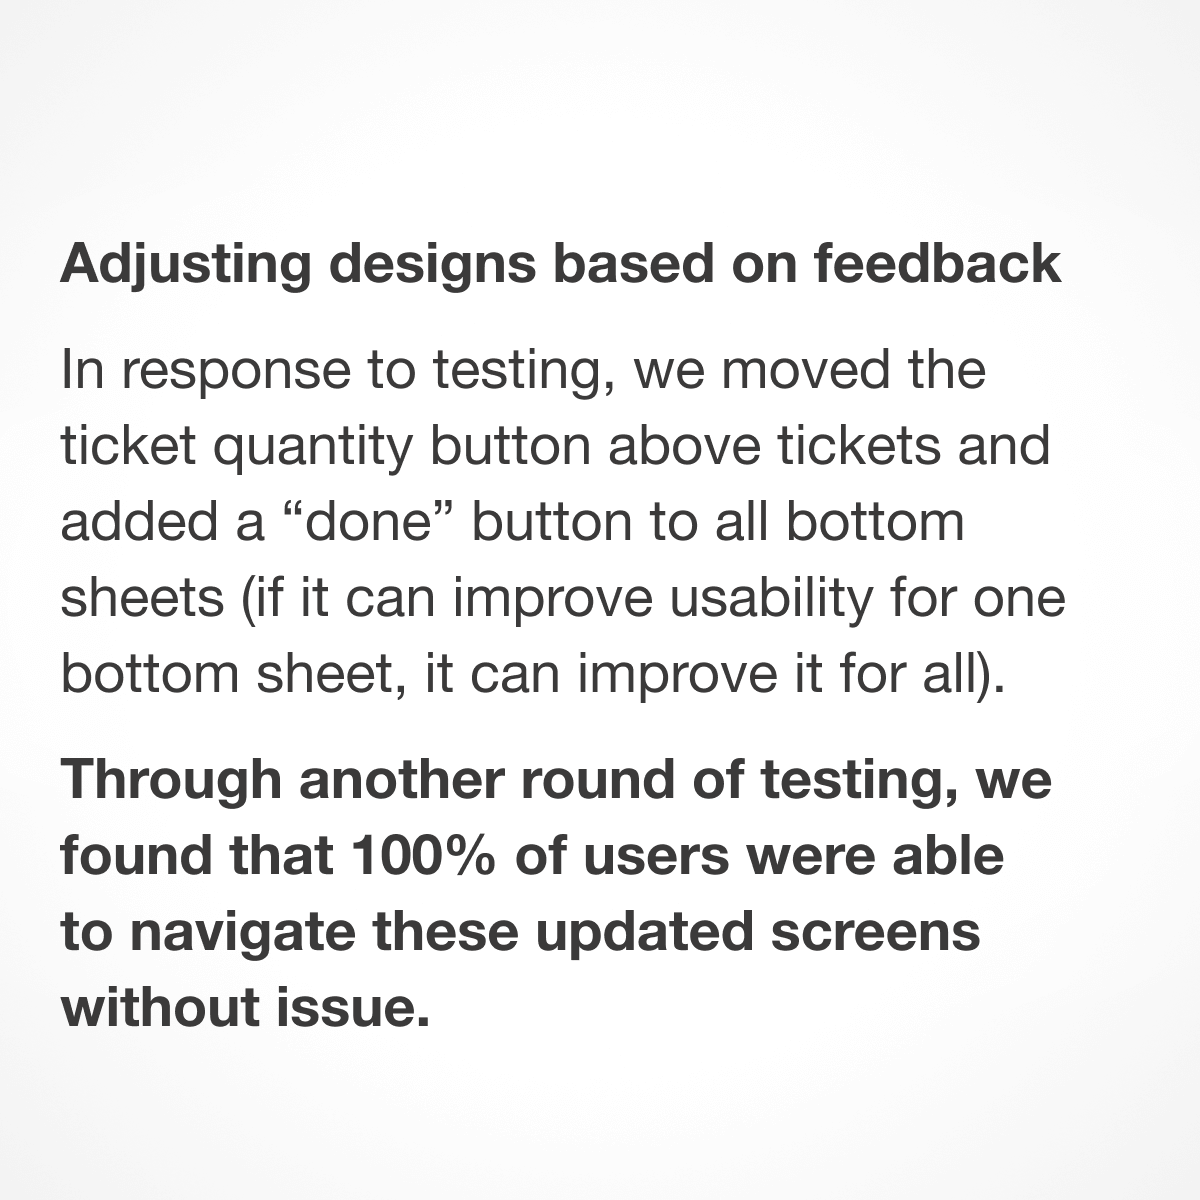 Adjusting designs based on feedback
In response to testing, we moved the
ticket quantity button above tickets and
added a “done” button to all bottom
sheets (if it can improve usability for one
bottom sheet, it can improve it for all).
Through another round of testing, we
found that 100% of users were able
to navigate these updated screens
without issue.